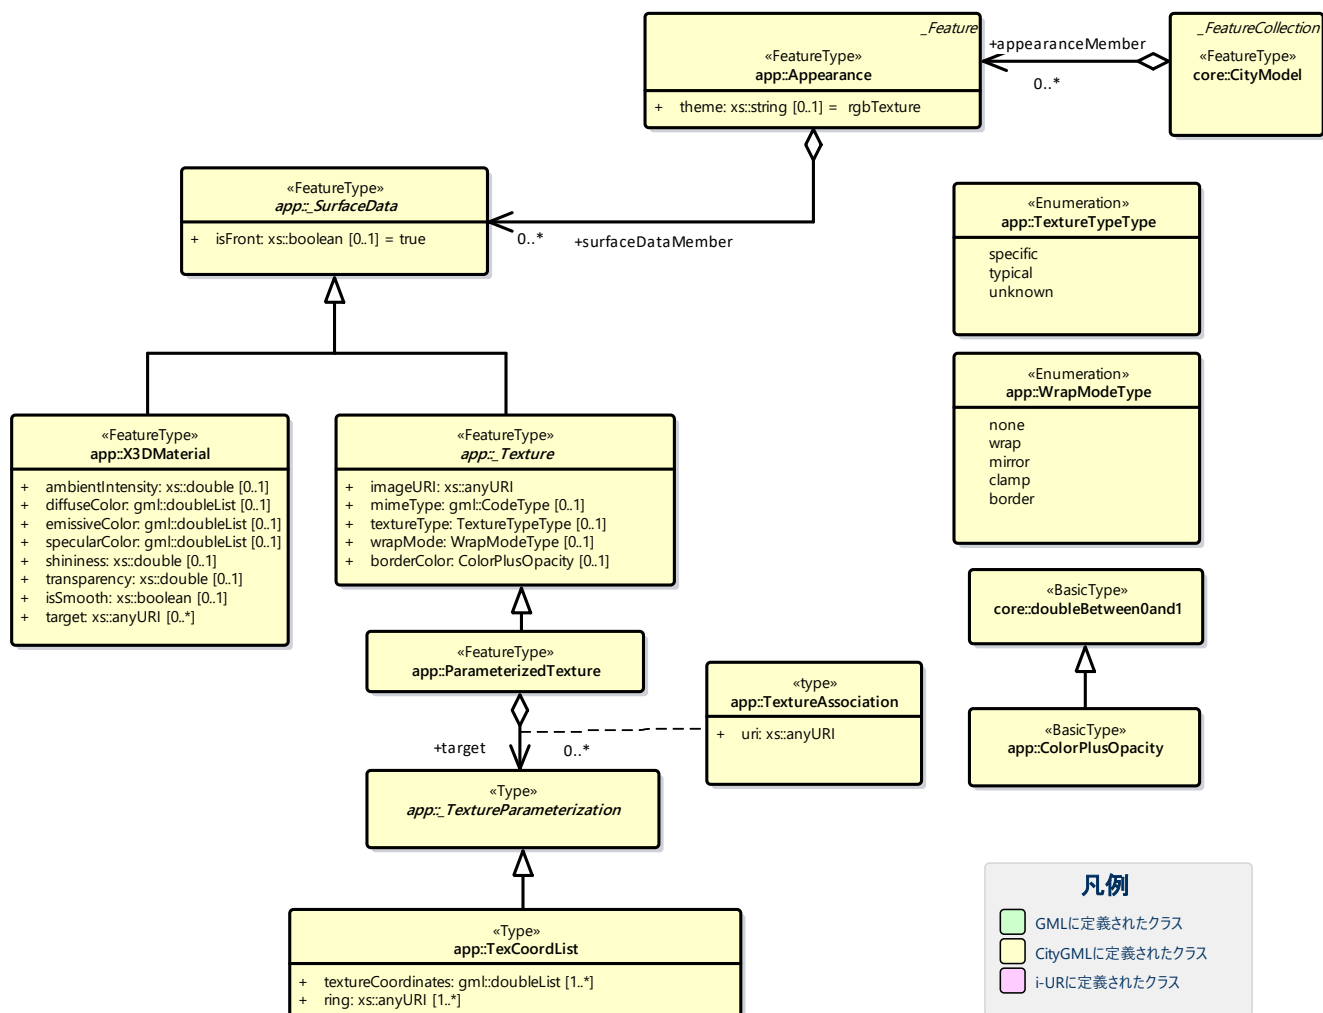 _Feature
«FeatureType»
app::Appearance
+ theme: xs::string [0..1] = rgbTexture
+appearanceMember
0..*
_FeatureCollection
«FeatureType»
core::CityModel
«FeatureType»
app::_SurfaceData
+ isFront: xs::boolean [0..1] = true
0..*
+surfaceDataMember
«Enumeration»
app::TextureTypeType
specific
typical
unknown
«Enumeration»
app::WrapModeType
none
wrap
mirror
clamp
border
«FeatureType»
app::X3DMaterial
+ ambientIntensity: xs::double [0..1]
+ diffuseColor: gml::doubleList [0..1]
+ emissiveColor: gml::doubleList [0..1]
+ specularColor: gml::doubleList [0..1]
+ shininess: xs::double [0..1]
+ transparency: xs::double [0..1]
+ isSmooth: xs::boolean [0..1]
+ target: xs::anyURI [0..*]
«FeatureType»
app::_Texture
+ imageURI: xs::anyURI
+ mimeType: gml::CodeType [0..1]
+ textureType: TextureTypeType [0..1]
+ wrapMode: WrapModeType [0..1]
+ borderColor: ColorPlusOpacity [0..1]
«FeatureType»
app::ParameterizedTexture
+target
0..*
«type»
app::TextureAssociation
+ uri: xs::anyURI
«BasicType»
core::doubleBetween0and1
«BasicType»
app::ColorPlusOpacity
«Type»
app::_TextureParameterization
«Type»
app::TexCoordList
+ textureCoordinates: gml::doubleList [1..*]
+ ring: xs::anyURI [1..*]
凡例
GMLに定義されたクラス
CityGMLに定義されたクラス
i-URに定義されたクラス